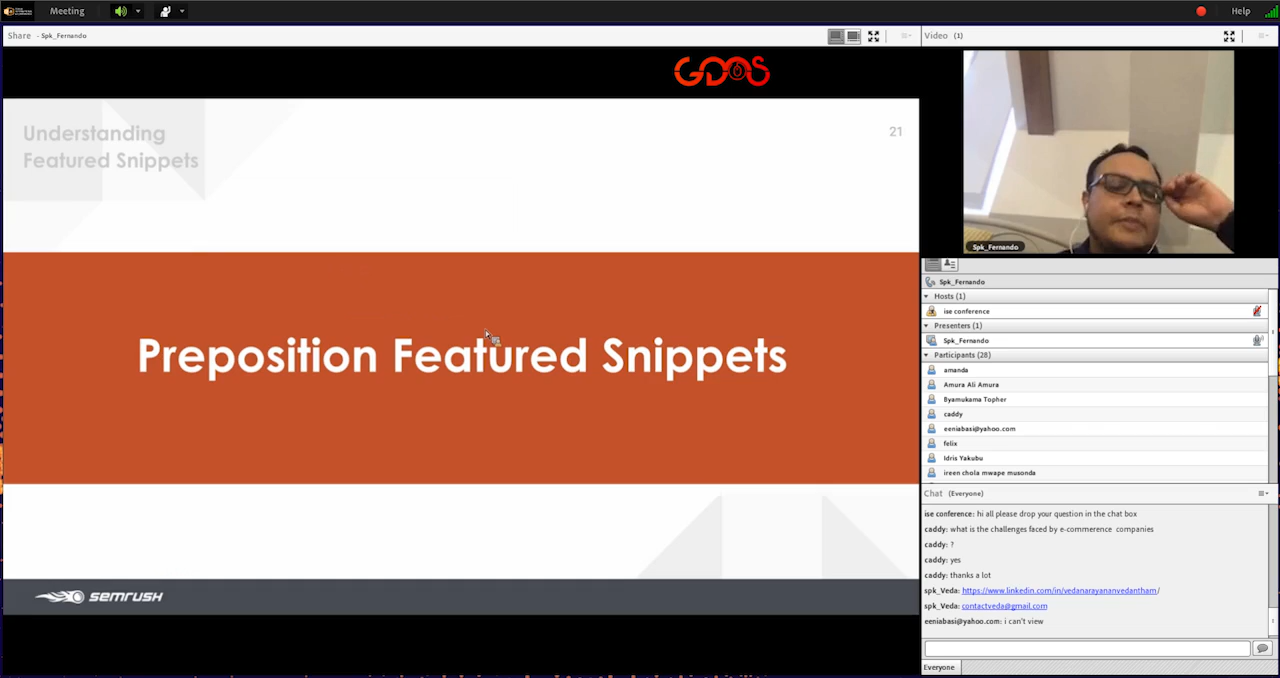 Meeting
Help
Share - Spk_Fernando
Video (1)
GDOS
Understanding
Featured Snippets
21
Preposition Featured Snippets
SEMRUSH
Spk_Fernando
Spk_Fernando
Hosts (1)
ise conference
Presenters (1)
Spk_Fernando
Participants (28)
amanda
Amura Ali Amura
Byamukama Topher
caddy
eeniabasi@yahoo.com
felix
Idris Yakubu
ireen chola mwape musonda
Chat (Everyone)
ise conference: hi all please drop your question in the chat box
caddy: what is the challenges faced by e-commerence companies
caddy: ?
caddy: yes
caddy: thanks a lot
spk_Veda: https://www.linkedin.com/in/vedanarayananvedantham/
spk_Veda: contactveda@gmail.com
eeniabasi@yahoo.com: i can't view
Everyone